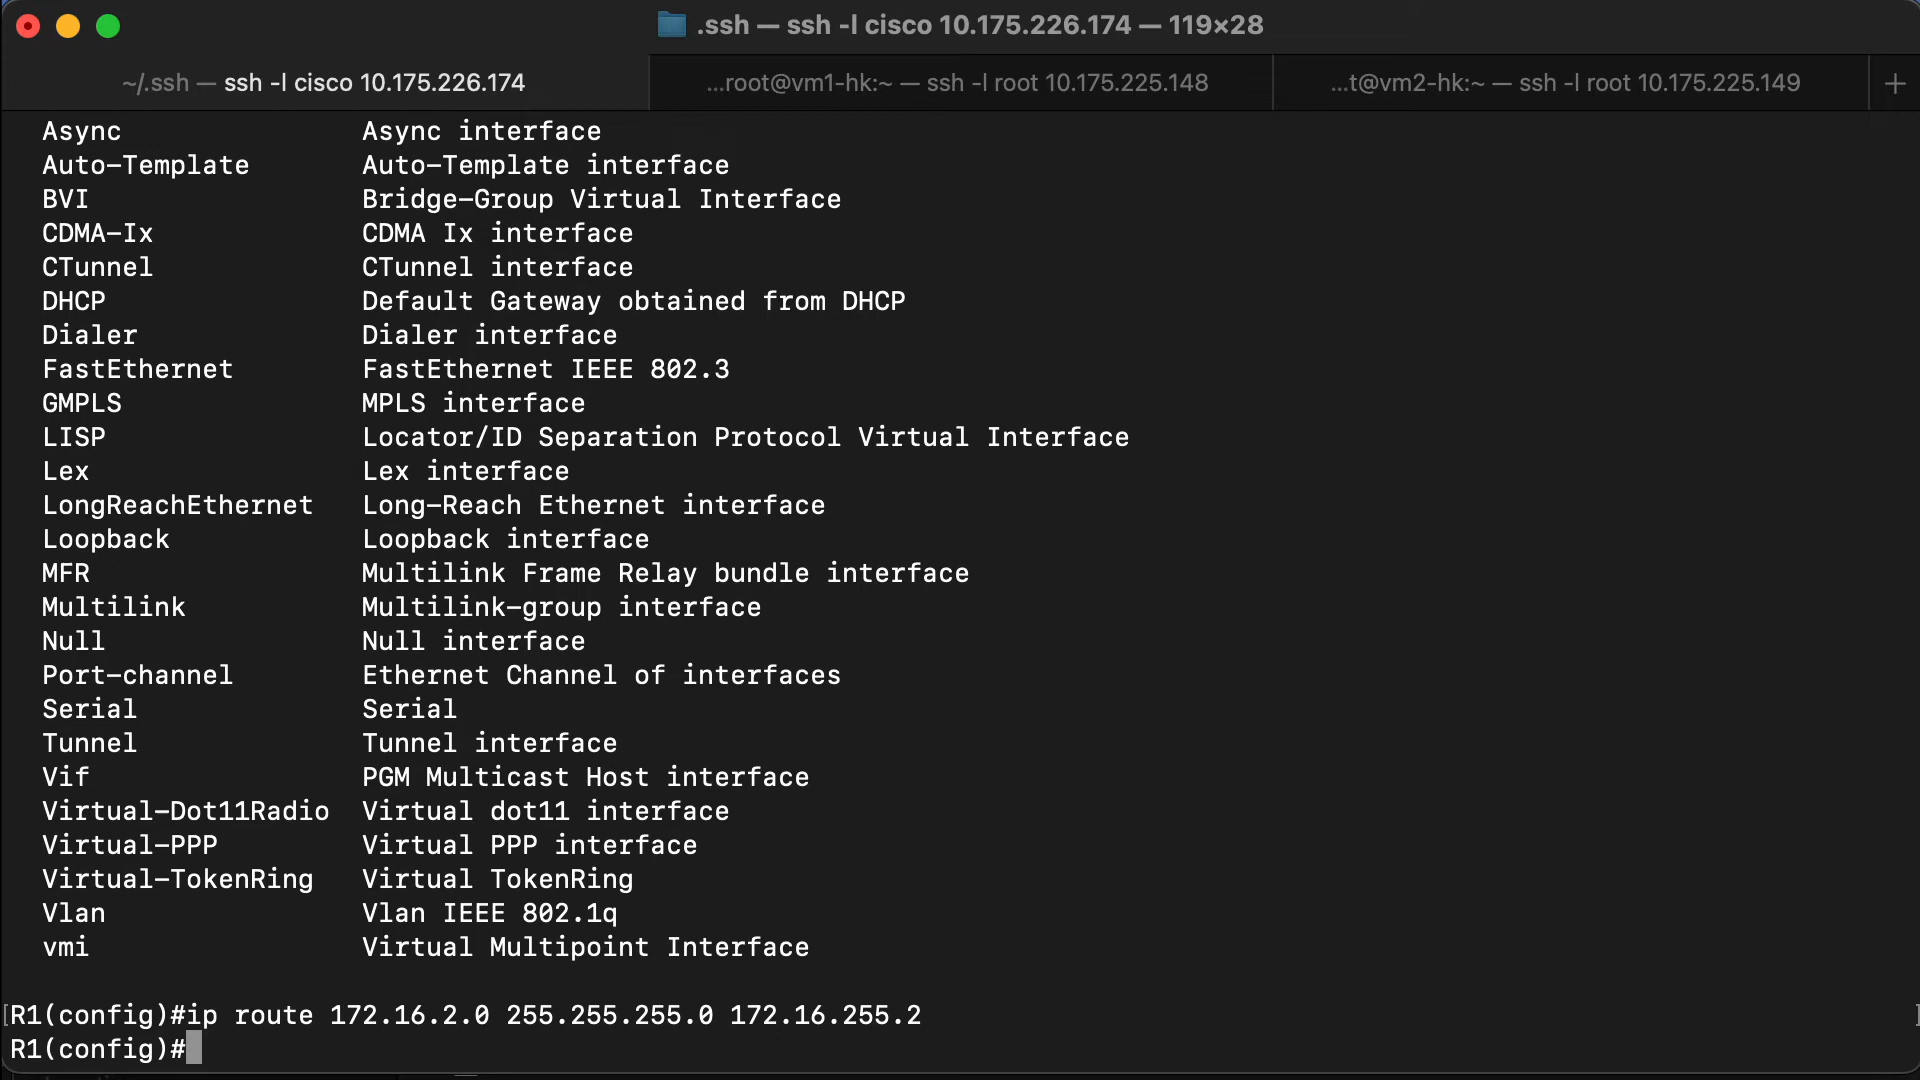 .ssh — ssh -l cisco 10.175.226.174 — 119×28
~/.ssh — ssh -l cisco 10.175.226.174
...root@vm1-hk:~ — ssh -l root 10.175.225.148
...t@vm2-hk:~ — ssh -l root 10.175.225.149
+
Async Async interface
Auto-Template Auto-Template interface
BVI Bridge-Group Virtual Interface
CDMA-Ix CDMA Ix interface
CTunnel CTunnel interface
DHCP Default Gateway obtained from DHCP
Dialer Dialer interface
FastEthernet FastEthernet IEEE 802.3
GMPLS MPLS interface
LISP Locator/ID Separation Protocol Virtual Interface
Lex Lex interface
LongReachEthernet Long-Reach Ethernet interface
Loopback Loopback interface
MFR Multilink Frame Relay bundle interface
Multilink Multilink-group interface
Null Null interface
Port-channel Ethernet Channel of interfaces
Serial Serial
Tunnel Tunnel interface
Vif PGM Multicast Host interface
Virtual-Dot11Radio Virtual dot11 interface
Virtual-PPP Virtual PPP interface
Virtual-TokenRing Virtual TokenRing
Vlan Vlan IEEE 802.1q
vmi Virtual Multipoint Interface
[R1(config)#ip route 172.16.2.0 255.255.255.0 172.16.255.2 ]
R1(config)#